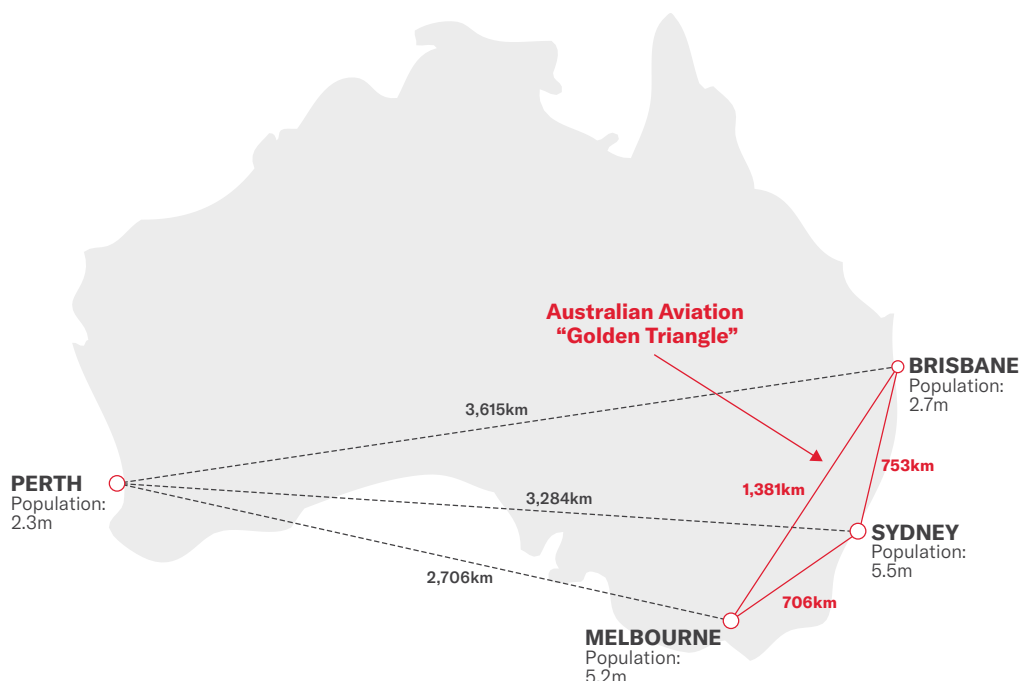 Australian Aviation
“Golden Triangle”
BRISBANE
Population:
2.7m
3,615km
753km
PERTH
Population:
2.3m
1,381km
3,284km
SYDNEY
Population:
5.5m
2,706km
706km
MELBOURNE
Population:
5.2m